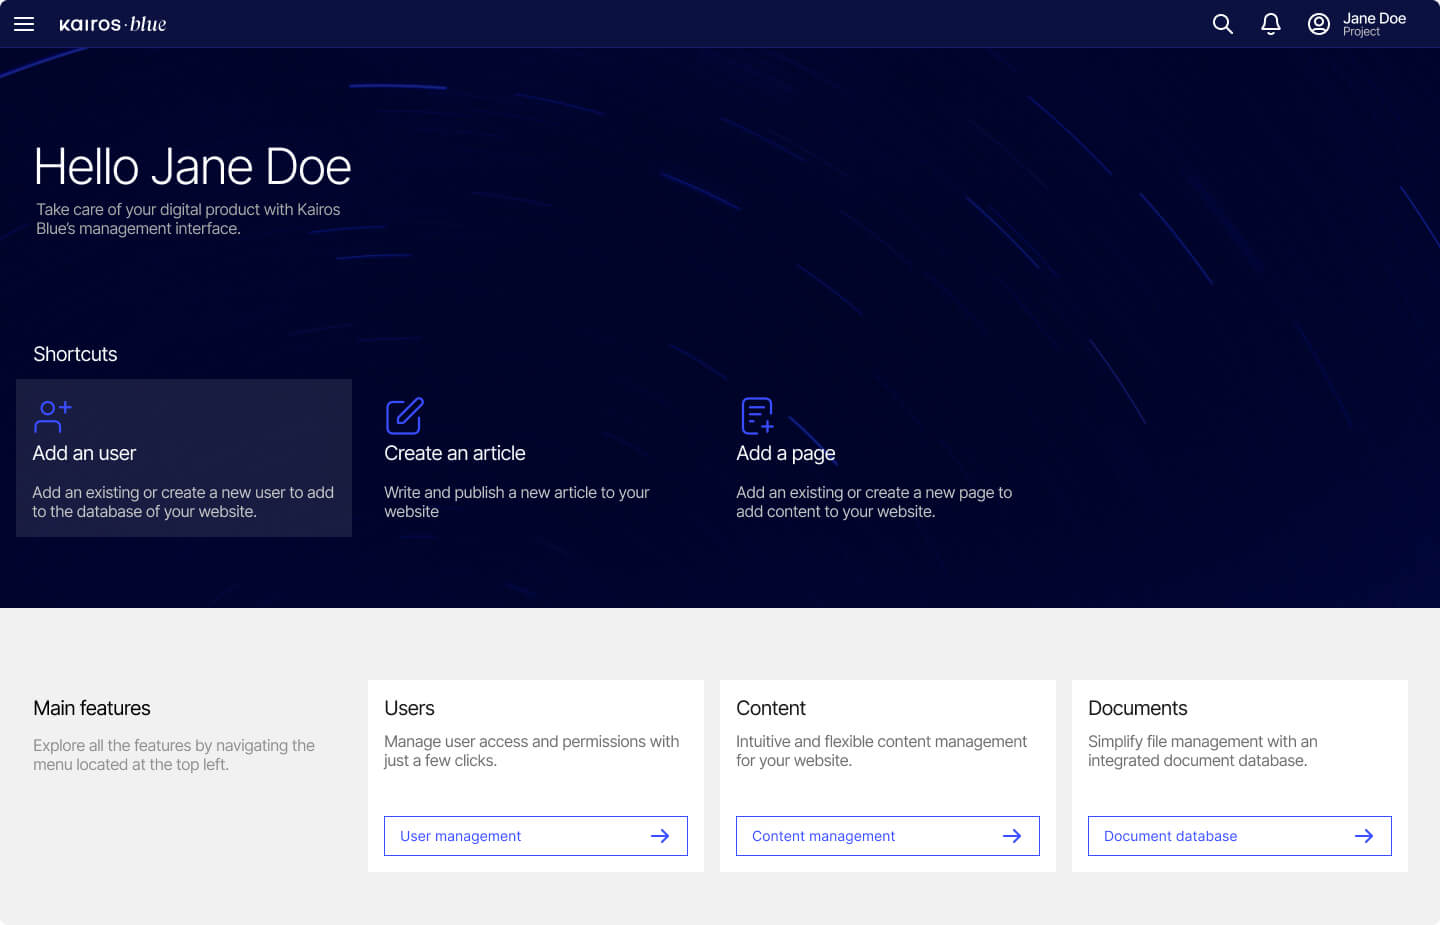 kairos·blue
Jane Doe
Project
Hello Jane Doe
Take care of your digital product with Kairos
Blue's management interface.
Shortcuts
Add an user
Add an existing or create a new user to add
to the database of your website.
Create an article
Write and publish a new article to your
website
Add a page
Add an existing or create a new page to
add content to your website.
Main features
Explore all the features by navigating the
menu located at the top left.
Users
Manage user access and permissions with
just a few clicks.
User management
Content
Intuitive and flexible content management
for your website.
Content management
Documents
Simplify file management with an
integrated document database.
Document database